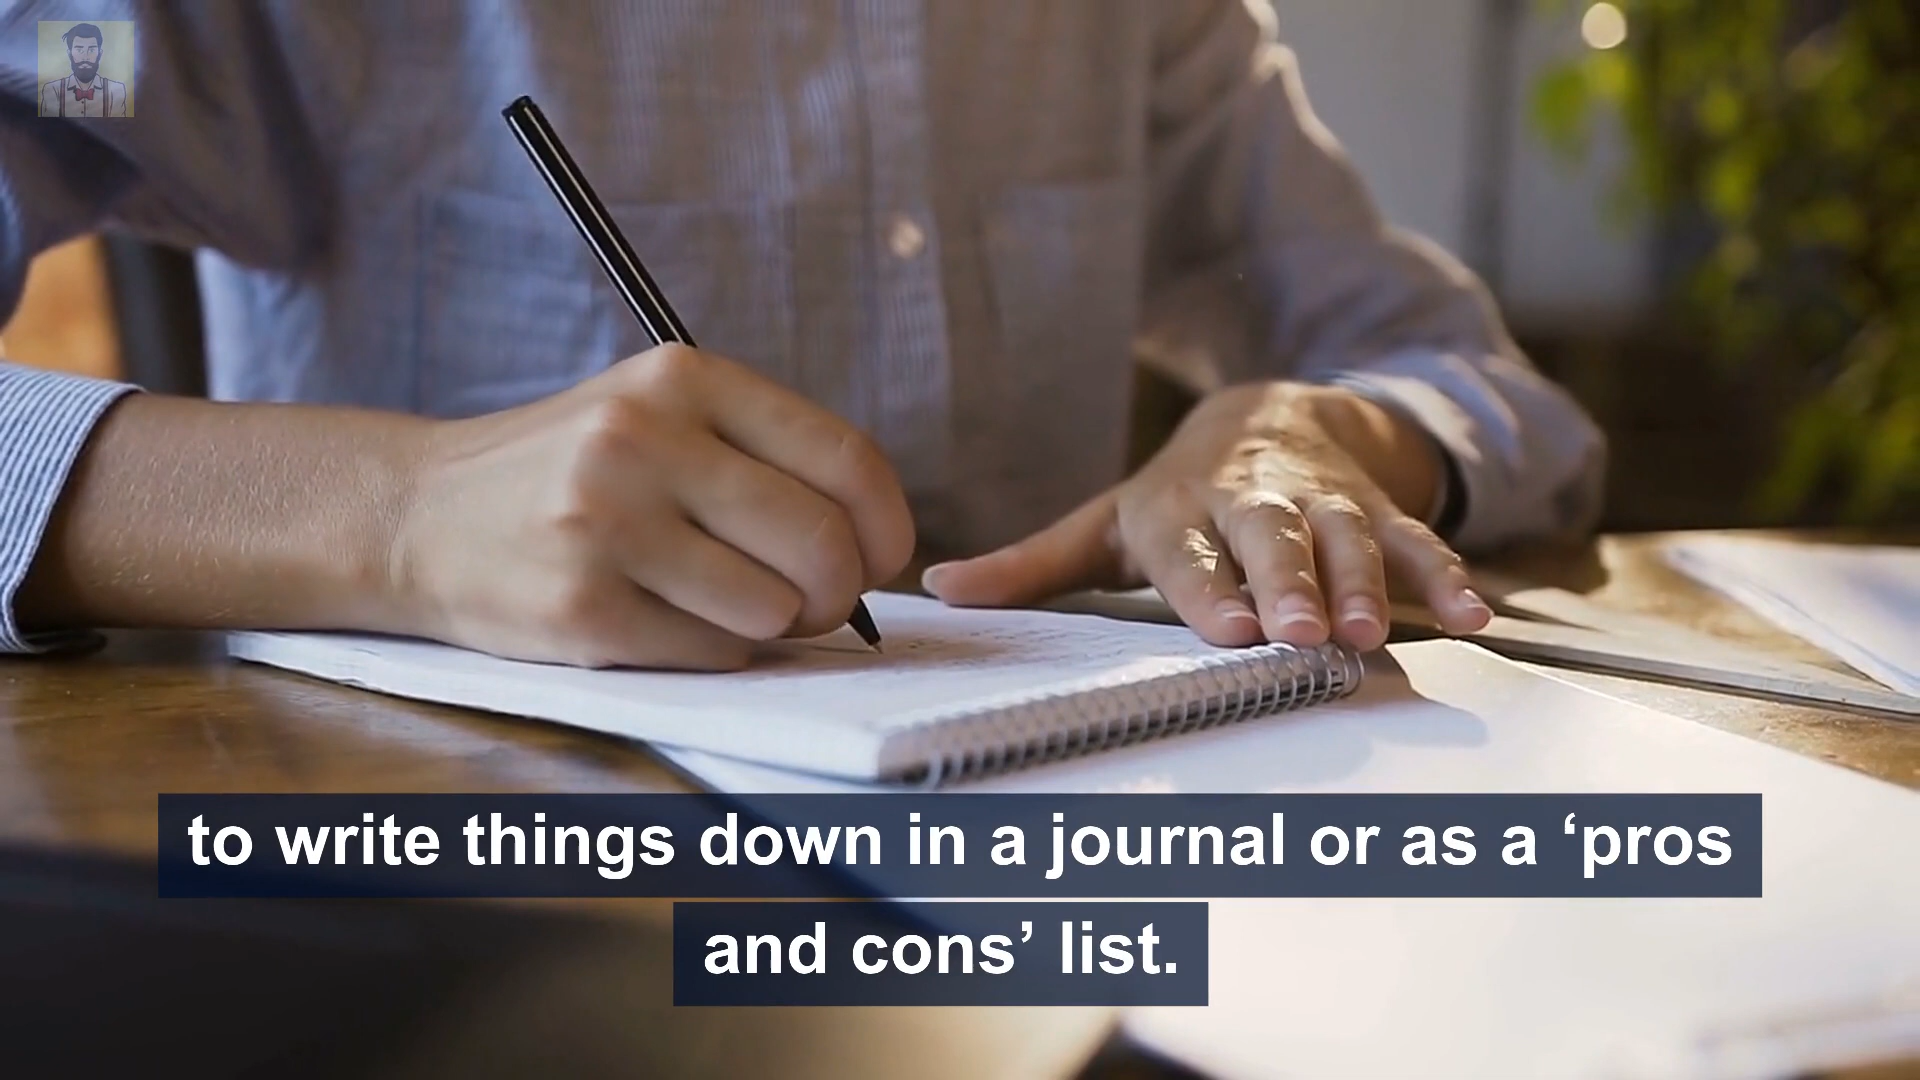 to write things down in a journal or as a ‘pros
and cons’ list.